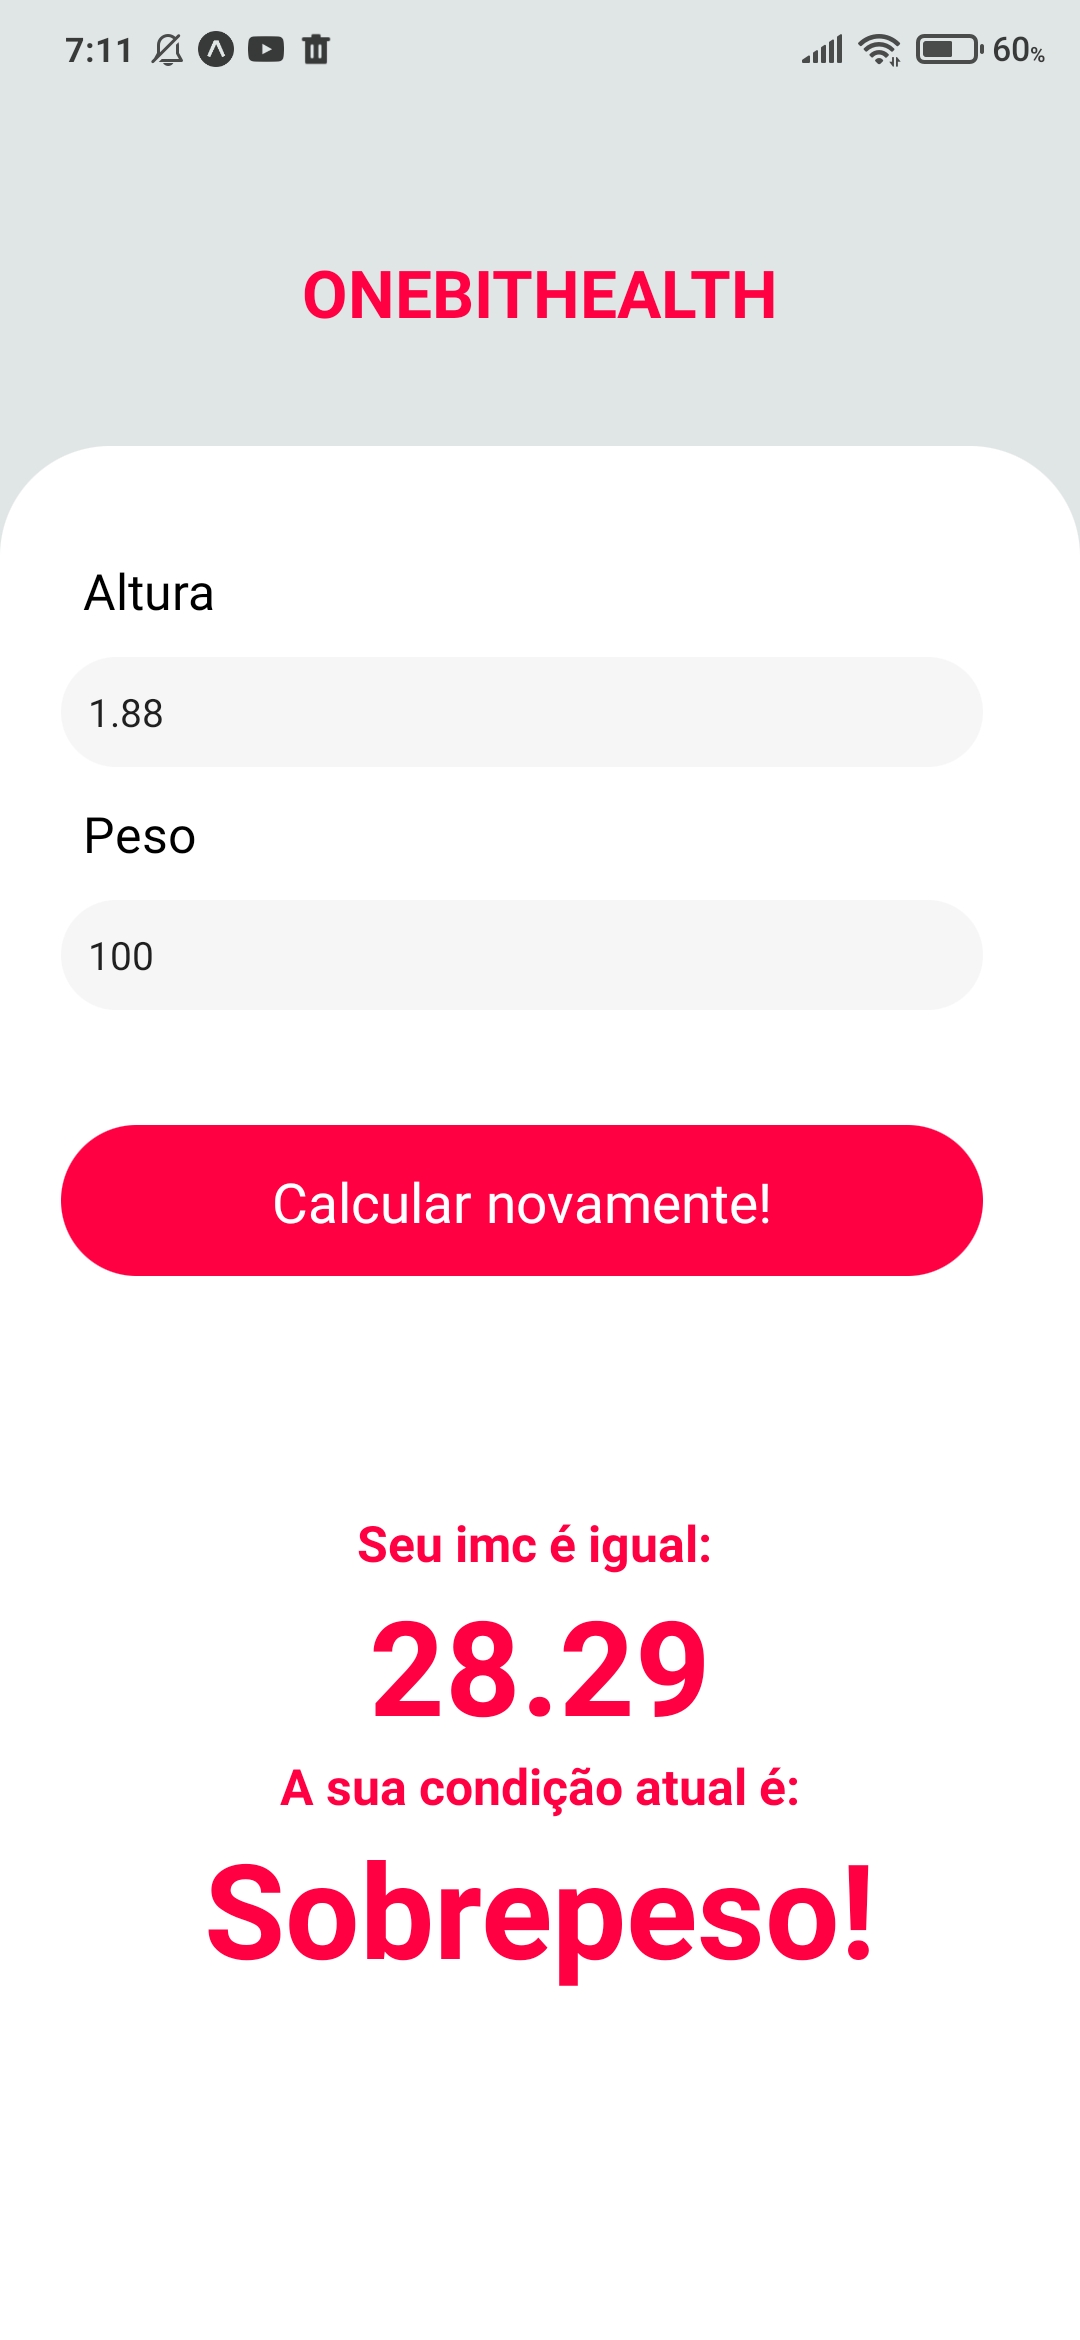 7:11 60%
ONEBITHEALTH
Altura
1.88
Peso
100
Calcular novamente!
Seu imc é igual:
28.29
A sua condição atual é:
Sobrepeso!